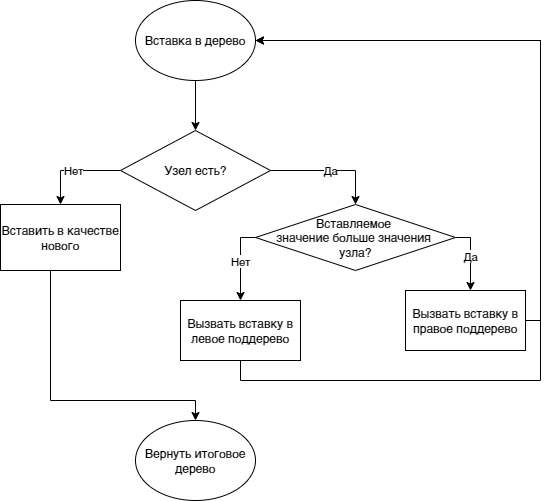 Вставка в дерево
Узел есть?
Нет
Да
Вставить в качестве
нового
Вставляемое
значение больше значения
узла?
Нет
Да
Вызвать вставку в
левое поддерево
Вызвать вставку в
правое поддерево
Вернуть итоговое
дерево